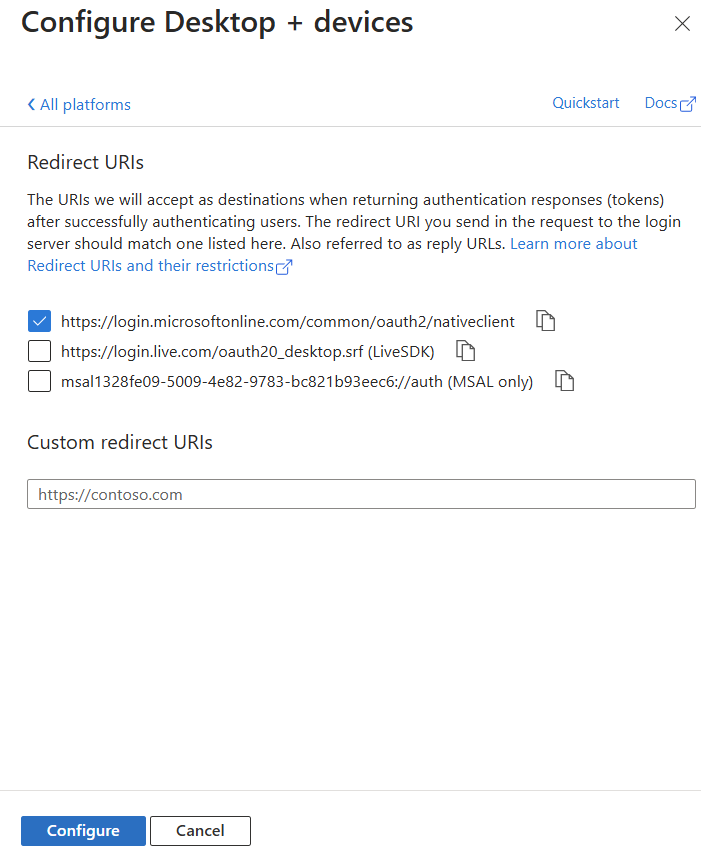 Configure Desktop + devices
All platforms
Quickstart
Docs
Redirect URIs
The URIs we will accept as destinations when returning authentication responses (tokens)
after successfully authenticating users. The redirect URI you send in the request to the login
server should match one listed here. Also referred to as reply URLs. Learn more about
Redirect URIs and their restrictions
https://login.microsoftonline.com/common/oauth2/nativeclient
https://login.live.com/oauth20_desktop.srf (LiveSDK)
msal1328fe09-5009-4e82-9783-bc821b93eec6://auth (MSAL only)
Custom redirect URIs
https://contoso.com
Configure
Cancel